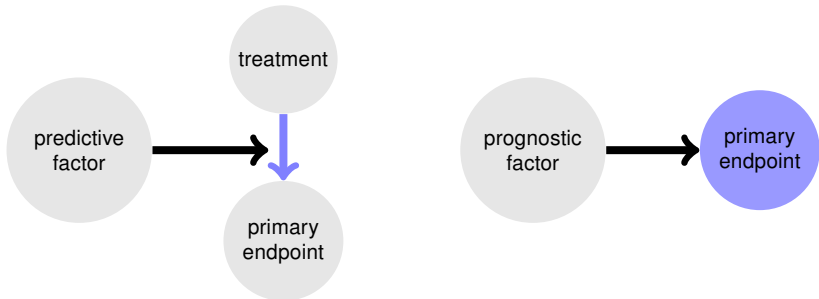 treatment
predictive
factor
primary
endpoint
prognostic
factor
primary
endpoint